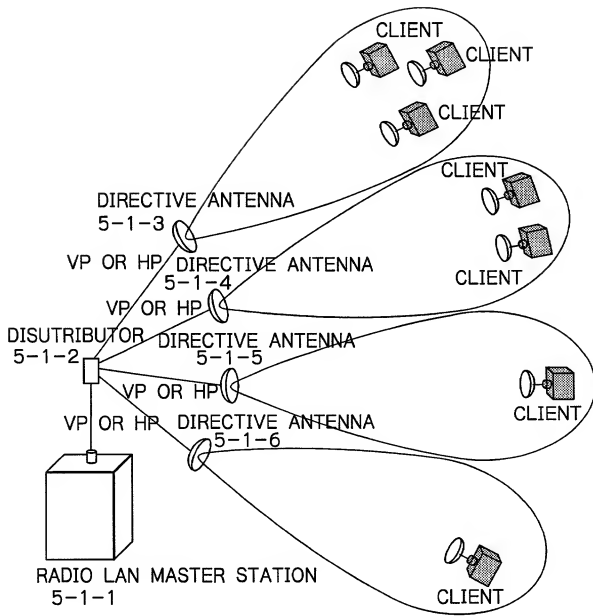 CLIENT
CLIENT
CLIENT
CLIENT
DIRECTIVE ANTENNA
5-1-3
VP OR HP
DIRECTIVE ANTENNA
5-1-4
VP OR HP
CLIENT
DISUTRIBUTOR
5-1-2
DIRECTIVE ANTENNA
5-1-5
VP OR HP
CLIENT
VP OR HP
DIRECTIVE ANTENNA
5-1-6
RADIO LAN MASTER STATION
5-1-1
CLIENT